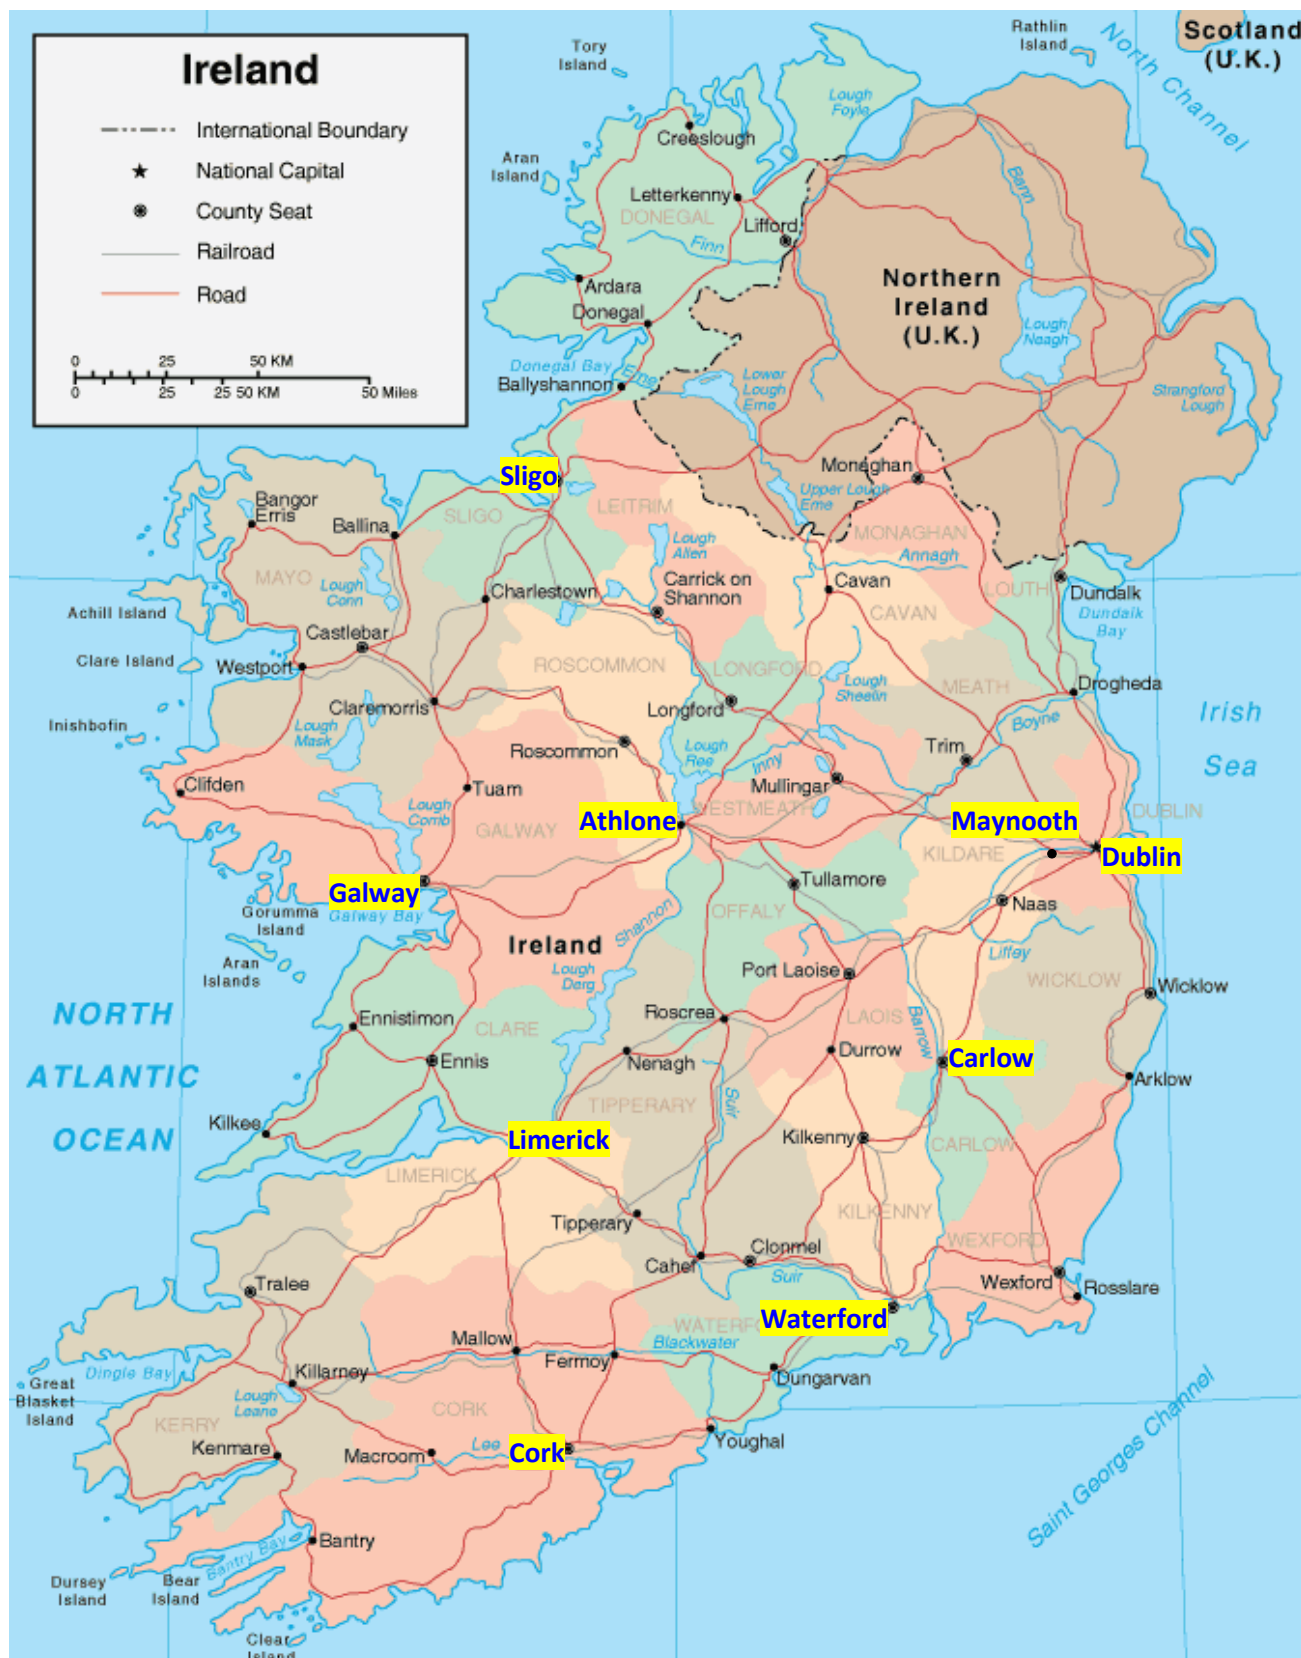 Ireland
International Boundary
National Capital
County Seat
Railroad
Road
0 25 50 KM
0 25 50 KM 50 Miles
Rathlin
Island
Scotland
(U.K.)
North Channel
Tory
Island
Lough
Foyle
Creeslough
Aran
Island
Letterkenny
DONEGAL
Lifford
Finn
Bann
Ardara
Donegal
Northern
Ireland
(U.K.)
Lough
Neagh
Donegal Bay
Erne
Ballyshannon
Lower
Lough
Erne
Strangford
Lough
Sligo
Monaghan
Upper Lough
Erne
Bangor
Erris
Ballina
SLIGO
LEITRIM
MONAGHAN
Annagh
Lough
Allen
MAYO
Lough
Conn
Charlestown
Carrick on
Shannon
Cavan
CAVAN
LOUTH
Dundalk
Dundalk
Bay
Achill Island
Castlebar
Clare Island
Westport
ROSCOMMON
LONGFORD
Lough
Sheelin
MEATH
Drogheda
Claremorris
Longford
Boyne
Irish
Sea
Inishbofin
Lough
Mask
Roscommon
Lough
Ree
Inny
Trim
Mullingar
Clifden
Tuam
Lough
Comb
GALWAY
Athlone
WESTMEATH
Maynooth
DUBLIN
KILDARE
Dublin
Galway
Tullamore
Gorumma
Island
Galway Bay
OFFALY
Naas
Shannon
Ireland
Liffey
Aran
Islands
Lough
Derg
Port Laoise
WICKLOW
Wicklow
NORTH
ATLANTIC
OCEAN
Ennistimon
CLARE
Roscrea
LAOIS
Barrow
Ennis
Nenagh
Durrow
Carlow
Arklow
TIPPERARY
Suir
Kilkee
Limerick
Kilkenny
CARLOW
LIMERICK
Tipperary
KILKENNY
WEXFORD
Cahef
Clonmel
Suir
Tralee
Wexford
Rosslare
WATERFO
Waterford
Mallow
Blackwater
Fermoy
Dingle Bay
Killarney
Dungarvan
Great
Blasket
Island
Lough
Leane
KERRY
CORK
Kenmare
Macroom
Lee
Cork
Youghal
Saint Georges Channel
Bantry
Bantry Bay
Dursey
Island
Bear
Island
Clear
Island